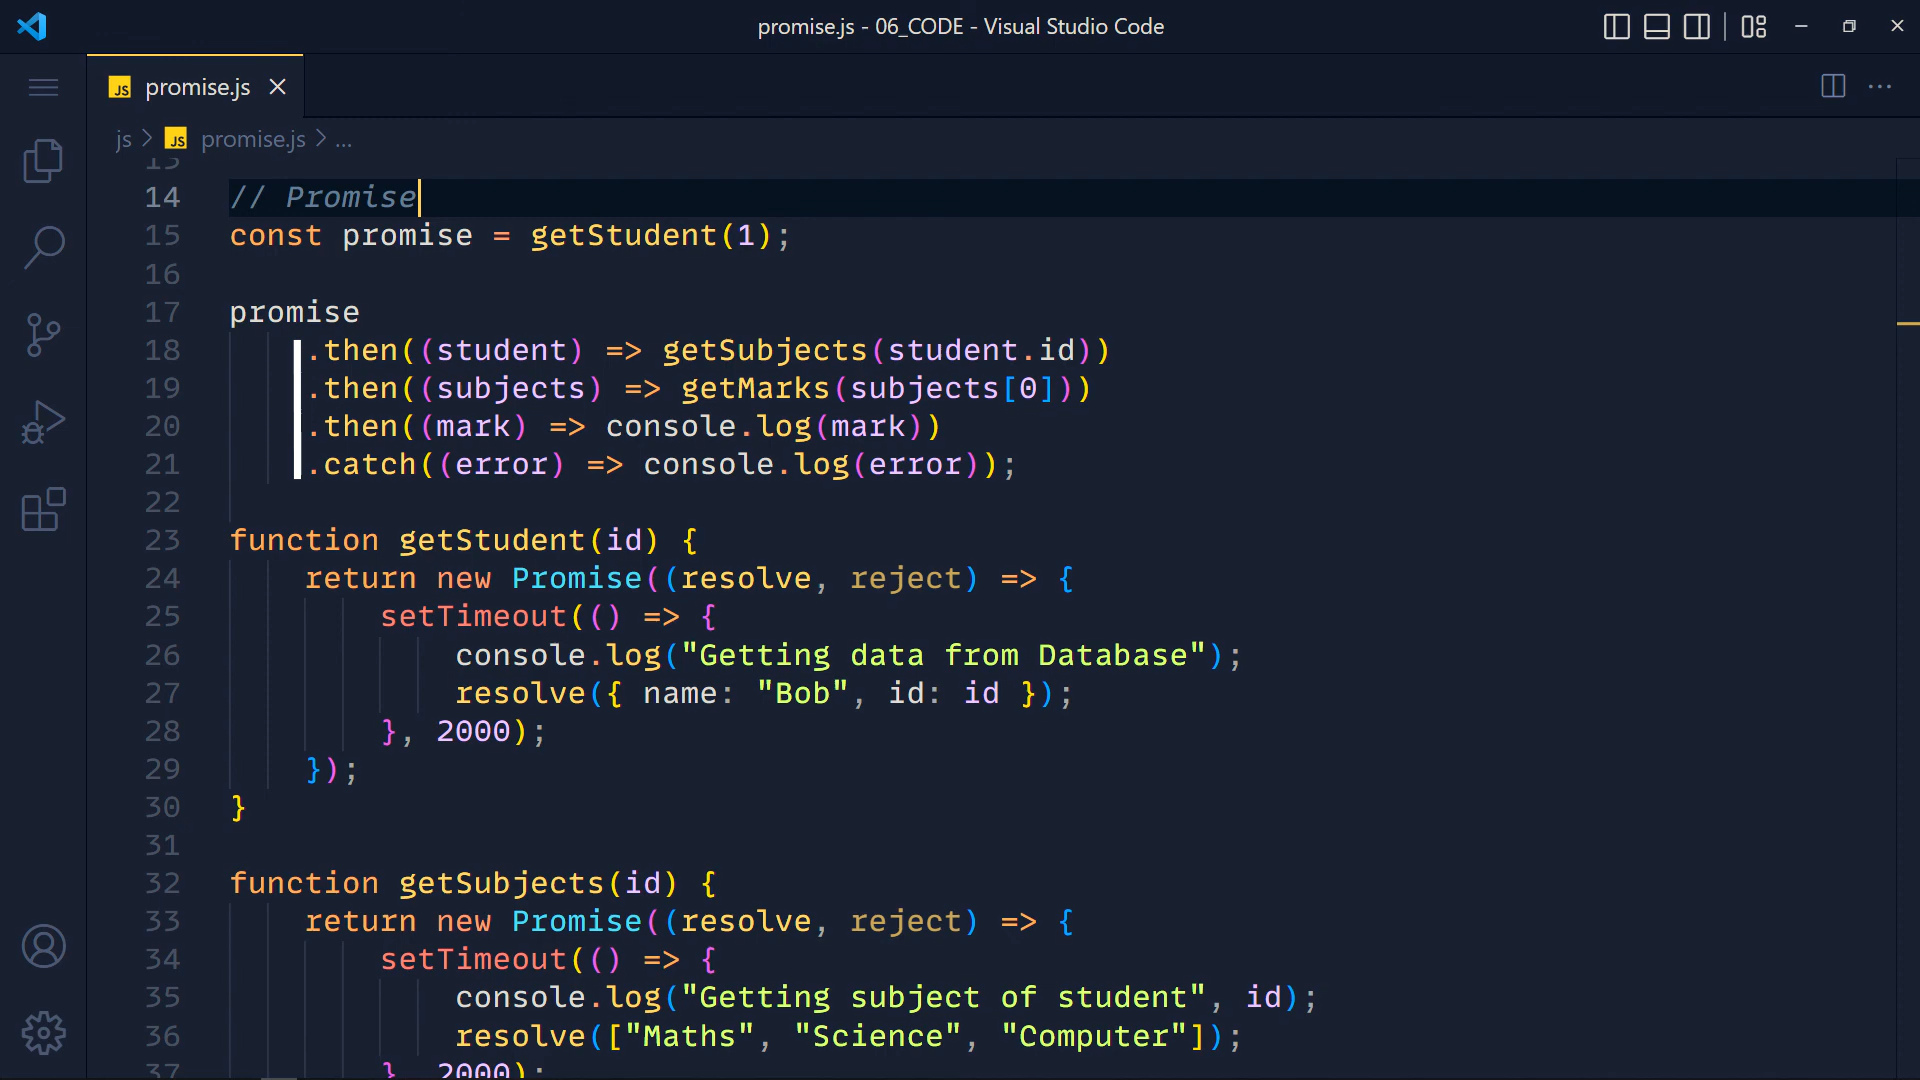 promise.js - 06_CODE - Visual Studio Code
JS promise.js
js > JS promise.js > ...
13
14 // Promise
15 const promise = getStudent(1);
16
17 promise
18 .then((student) => getSubjects(student.id))
19 .then((subjects) => getMarks(subjects[0]))
20 .then((mark) => console.log(mark))
21 .catch((error) => console.log(error));
22
23 function getStudent(id) {
24 return new Promise((resolve, reject) => {
25 setTimeout(() => {
26 console.log("Getting data from Database");
27 resolve({ name: "Bob", id: id });
28 }, 2000);
29 });
30 }
31
32 function getSubjects(id) {
33 return new Promise((resolve, reject) => {
34 setTimeout(() => {
35 console.log("Getting subject of student", id);
36 resolve(["Maths", "Science", "Computer"]);
37 }, 2000);